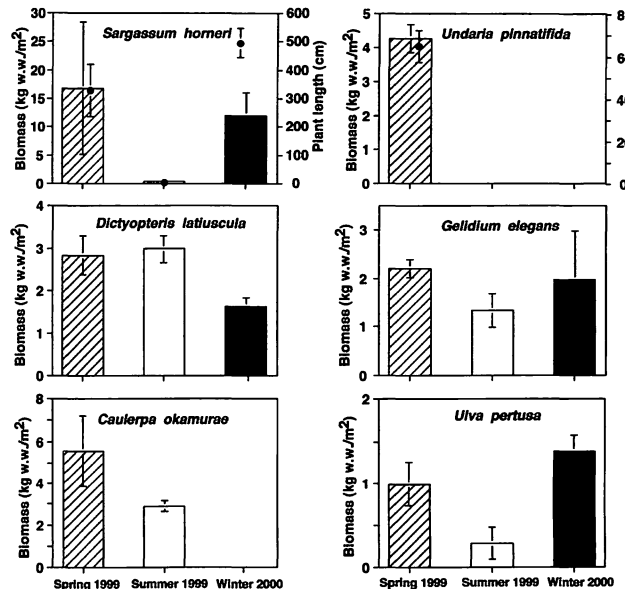 Sargassum horneri
Biomass (kg w.w./m²)
30
25
20
15
10
5
0
600
500
400
300
200
100
0
Plant length (cm)
Undaria pinnatifida
Biomass (kg w.w./m²)
5
4
3
2
1
0
8
6
4
2
0
Dictyopteris latiuscula
Biomass (kg w.w./m²)
4
3
2
1
0
Gelidium elegans
Biomass (kg w.w./m²)
3
2
1
0
Caulerpa okamurae
Biomass (kg w.w./m²)
8
6
4
2
0
Spring 1999 Summer 1999 Winter 2000
Ulva pertusa
Biomass (kg w.w./m²)
2
1
0
Spring 1999 Summer 1999 Winter 2000